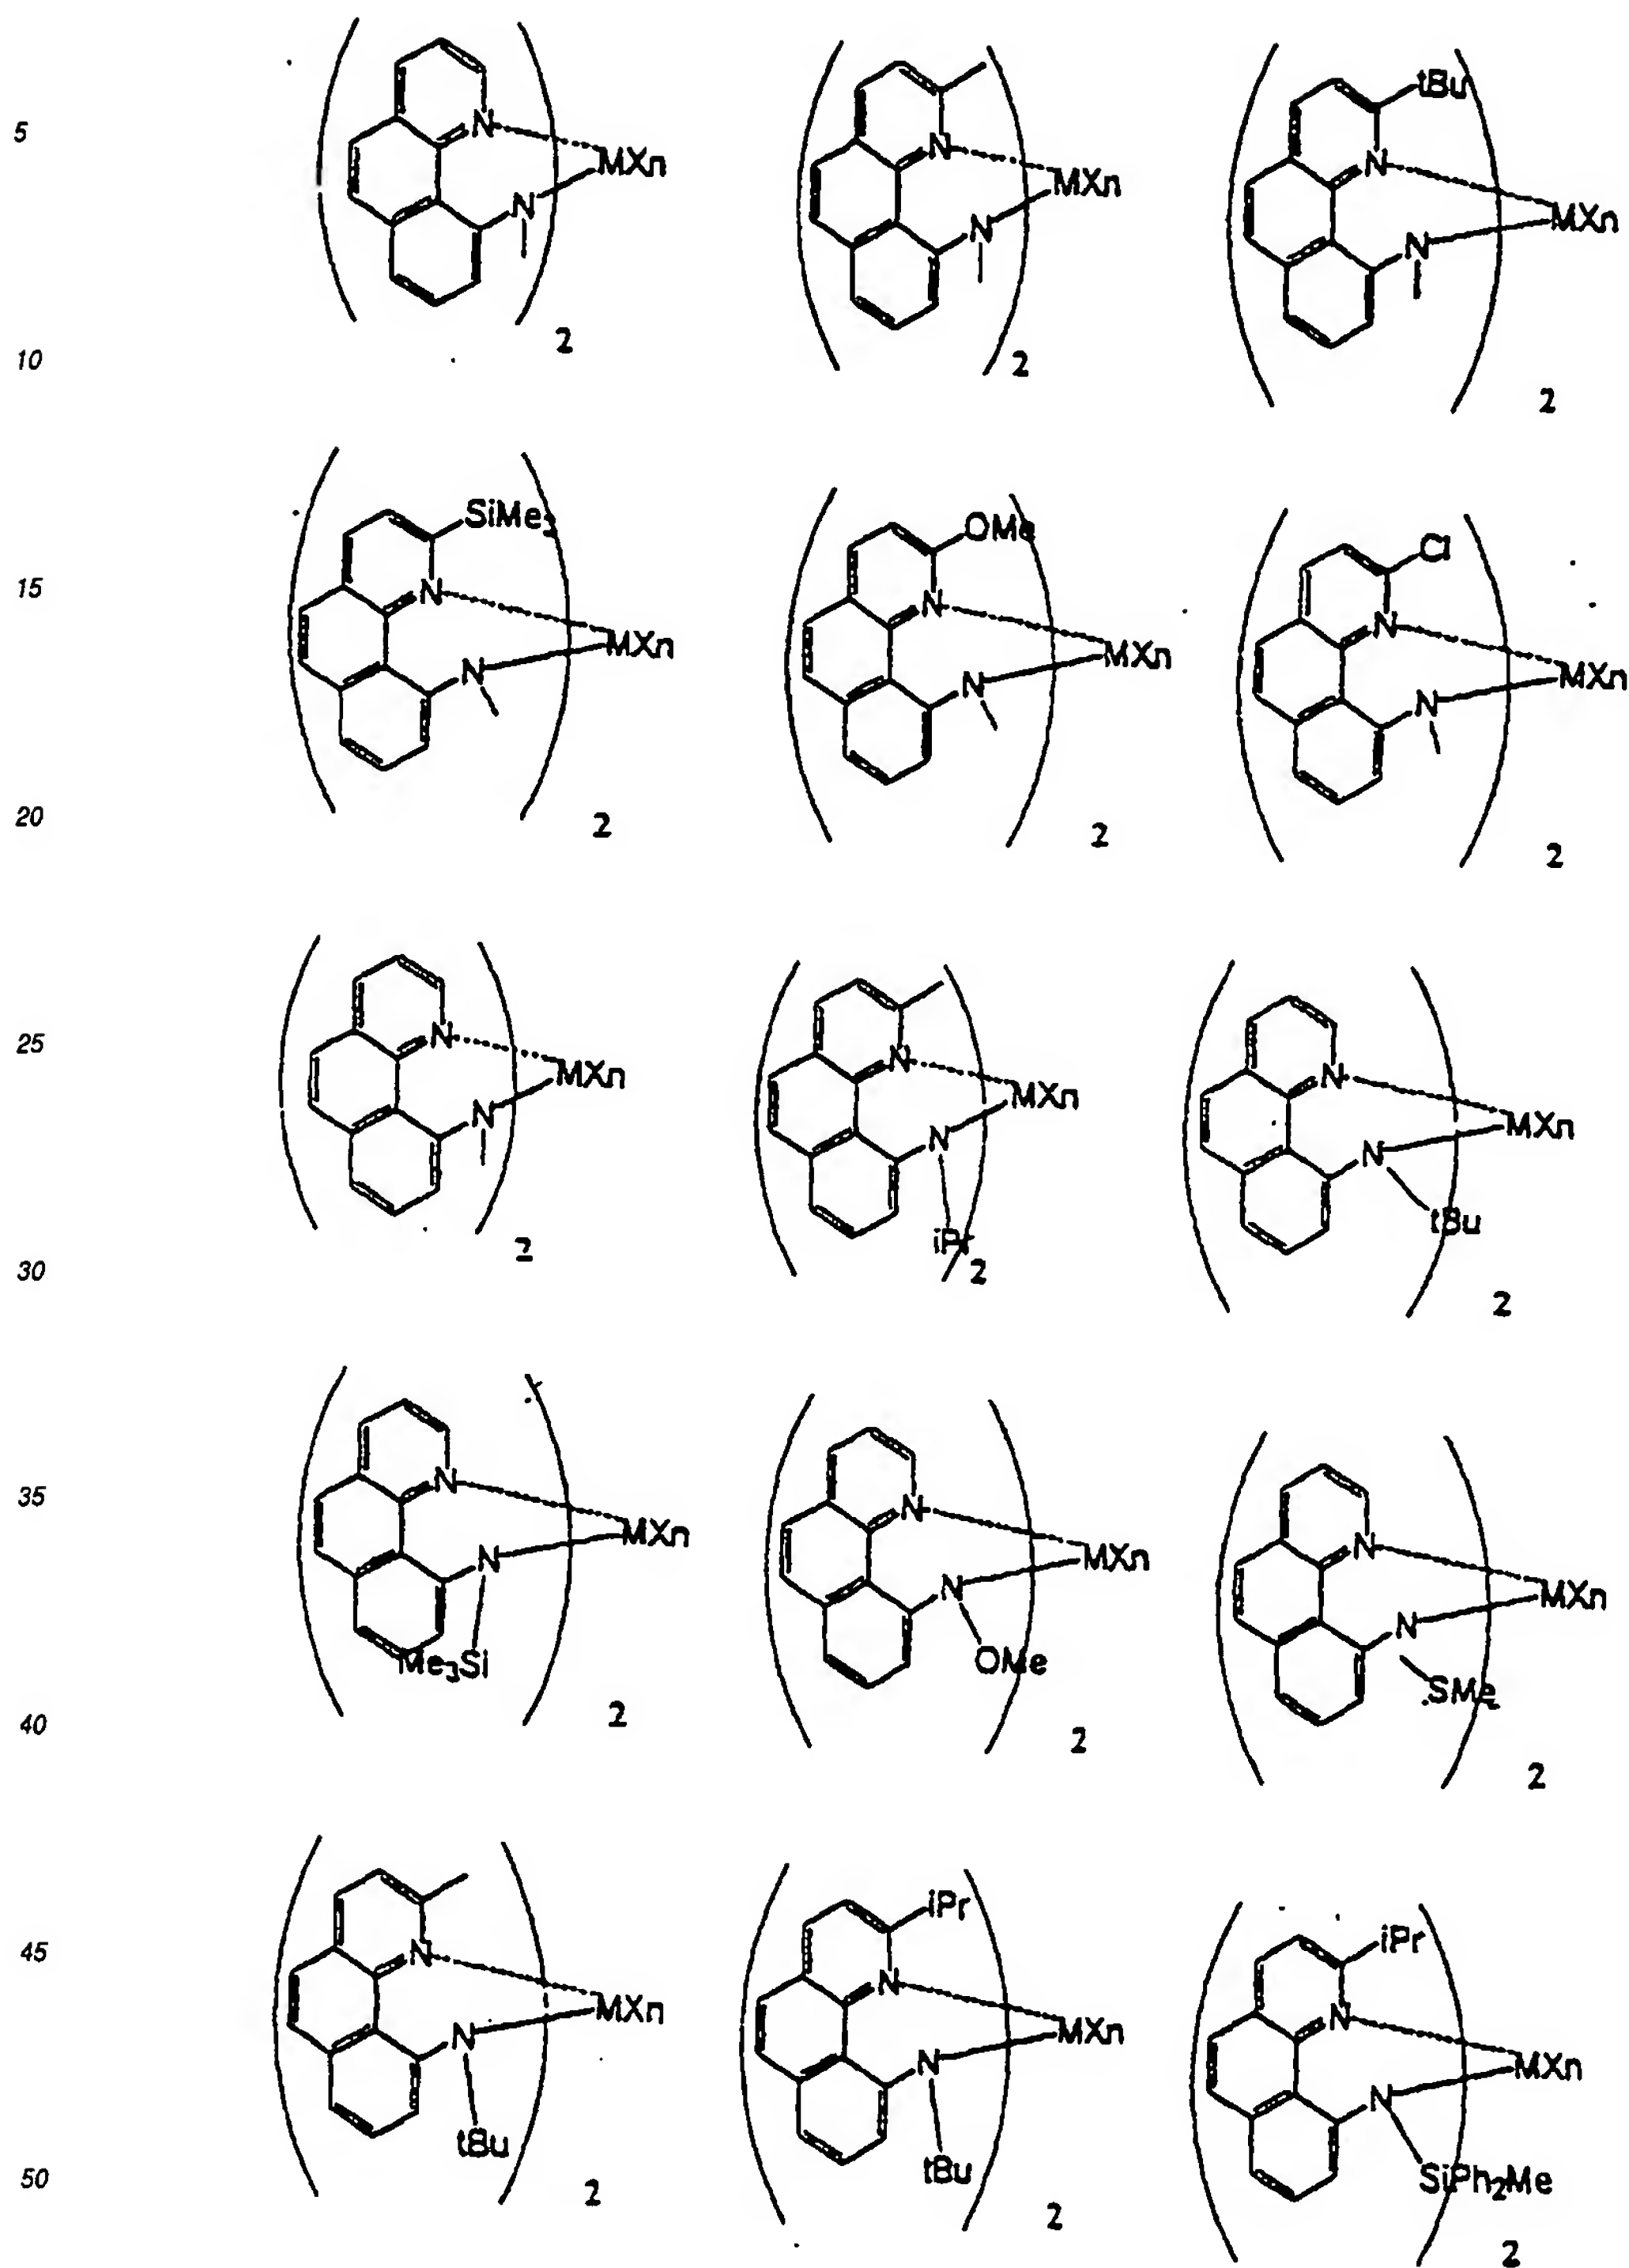 5
N MXn N 2
N MXn N 2
tBu N MXn N 2
10
SiMe3 N MXn N 2
OMe N MXn N 2
Cl N MXn N 2
15
20
N MXn N 2
N MXn N iPr 2
N MXn N tBu 2
25
30
N MXn N Me3Si 2
N MXn N OMe 2
N MXn N SMe 2
35
40
N MXn N tBu 2
iPr N MXn N tBu 2
iPr N MXn N SiPh2Me 2
45
50